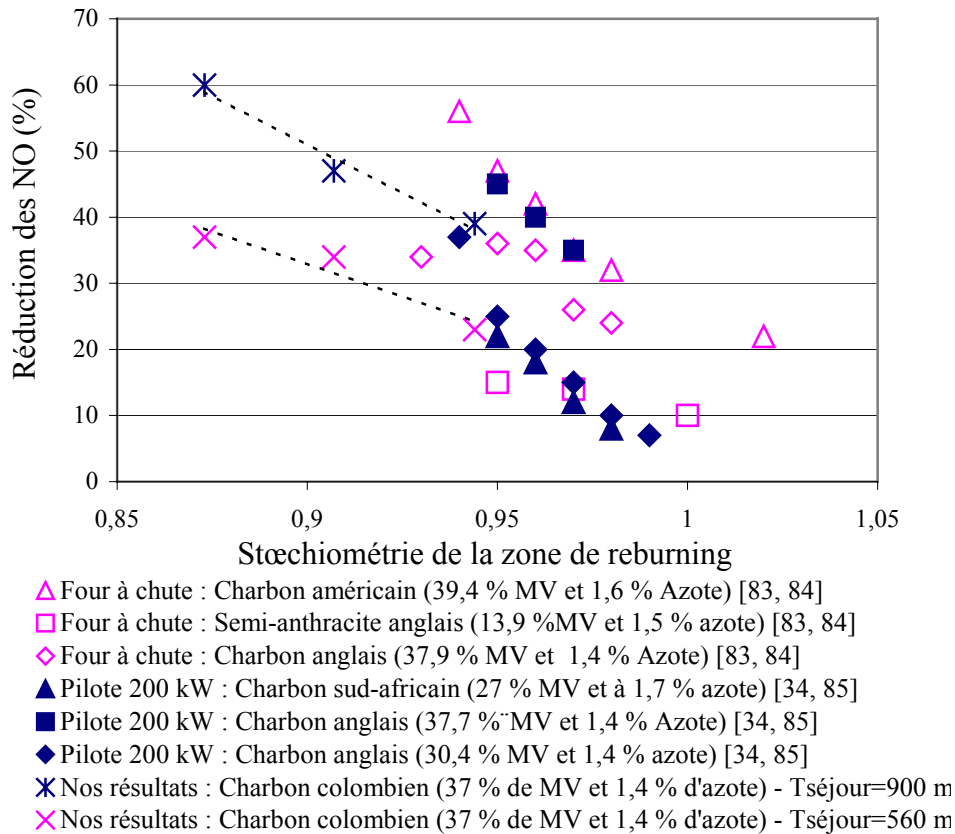 70
60
50
40
30
20
10
0
Réduction des NO (%)
0,85 0,9 0,95 1 1,05
Stœchiométrie de la zone de reburning
Four à chute : Charbon américain (39,4 % MV et 1,6 % Azote) [83, 84]
Four à chute : Semi-anthracite anglais (13,9 %MV et 1,5 % azote) [83, 84]
Four à chute : Charbon anglais (37,9 % MV et 1,4 % Azote) [83, 84]
Pilote 200 kW : Charbon sud-africain (27 % MV et à 1,7 % azote) [34, 85]
Pilote 200 kW : Charbon anglais (37,7 %¨MV et 1,4 % Azote) [34, 85]
Pilote 200 kW : Charbon anglais (30,4 % MV et 1,4 % azote) [34, 85]
Nos résultats : Charbon colombien (37 % de MV et 1,4 % d'azote) - Tséjour=900 m
Nos résultats : Charbon colombien (37 % de MV et 1,4 % d'azote) - Tséjour=560 m